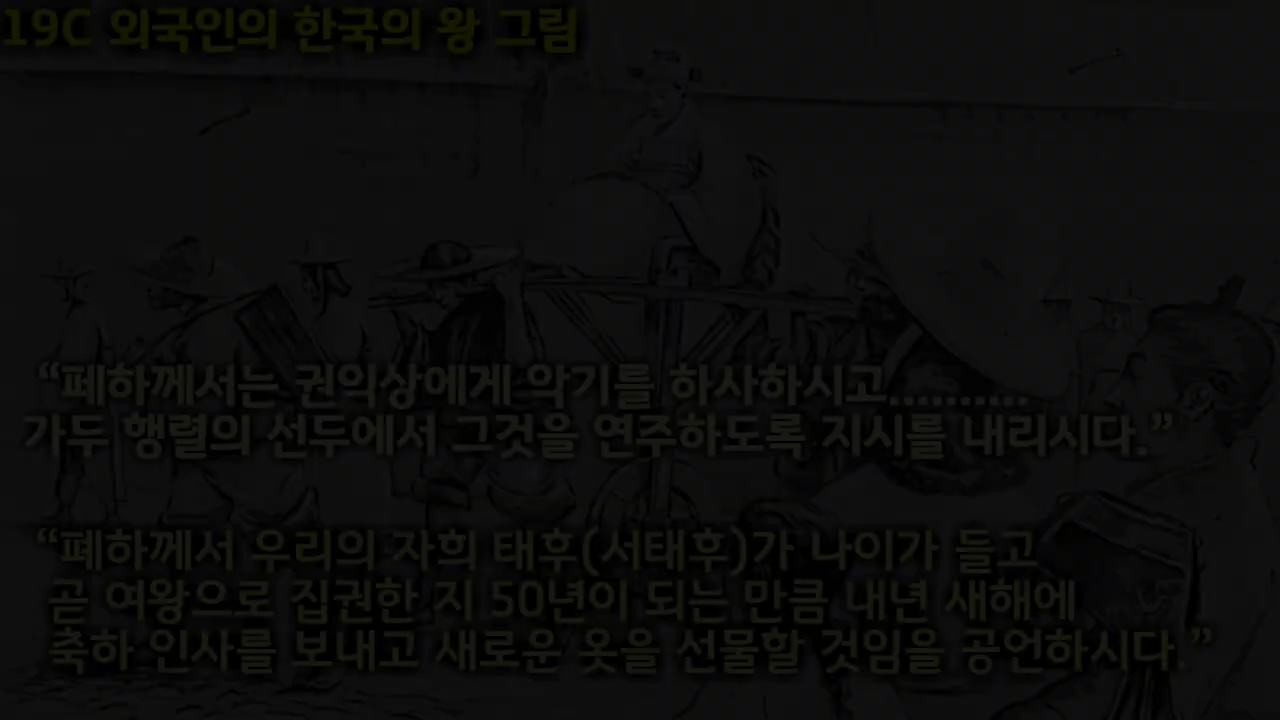 19C 외국인의 한국의 왕 그림
“폐하께서는 권익상에게 악기를 하사하시고..........
가두 행렬의 선두에서 그것을 연주하도록 지시를 내리시다.”
“폐하께서 우리의 자희 태후(서태후)가 나이가 들고
곧 여왕으로 집권한 지 50년이 되는 만큼 내년 새해에
축하 인사를 보내고 새로운 옷을 선물할 것임을 공언하시다.”